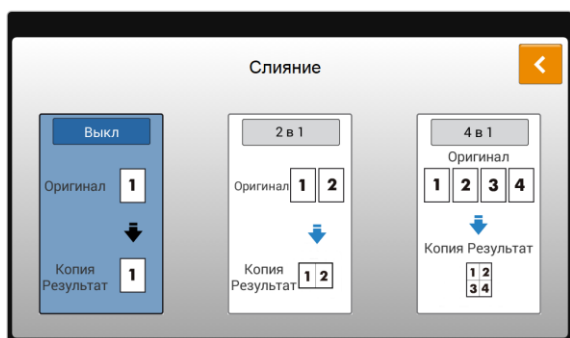 Слияние
Выкл
Оригинал
1
Копия
Результат
1
2 в 1
Оригинал
1 2
Копия
Результат
1 2
4 в 1
Оригинал
1 2 3 4
Копия Результат
1 2
3 4